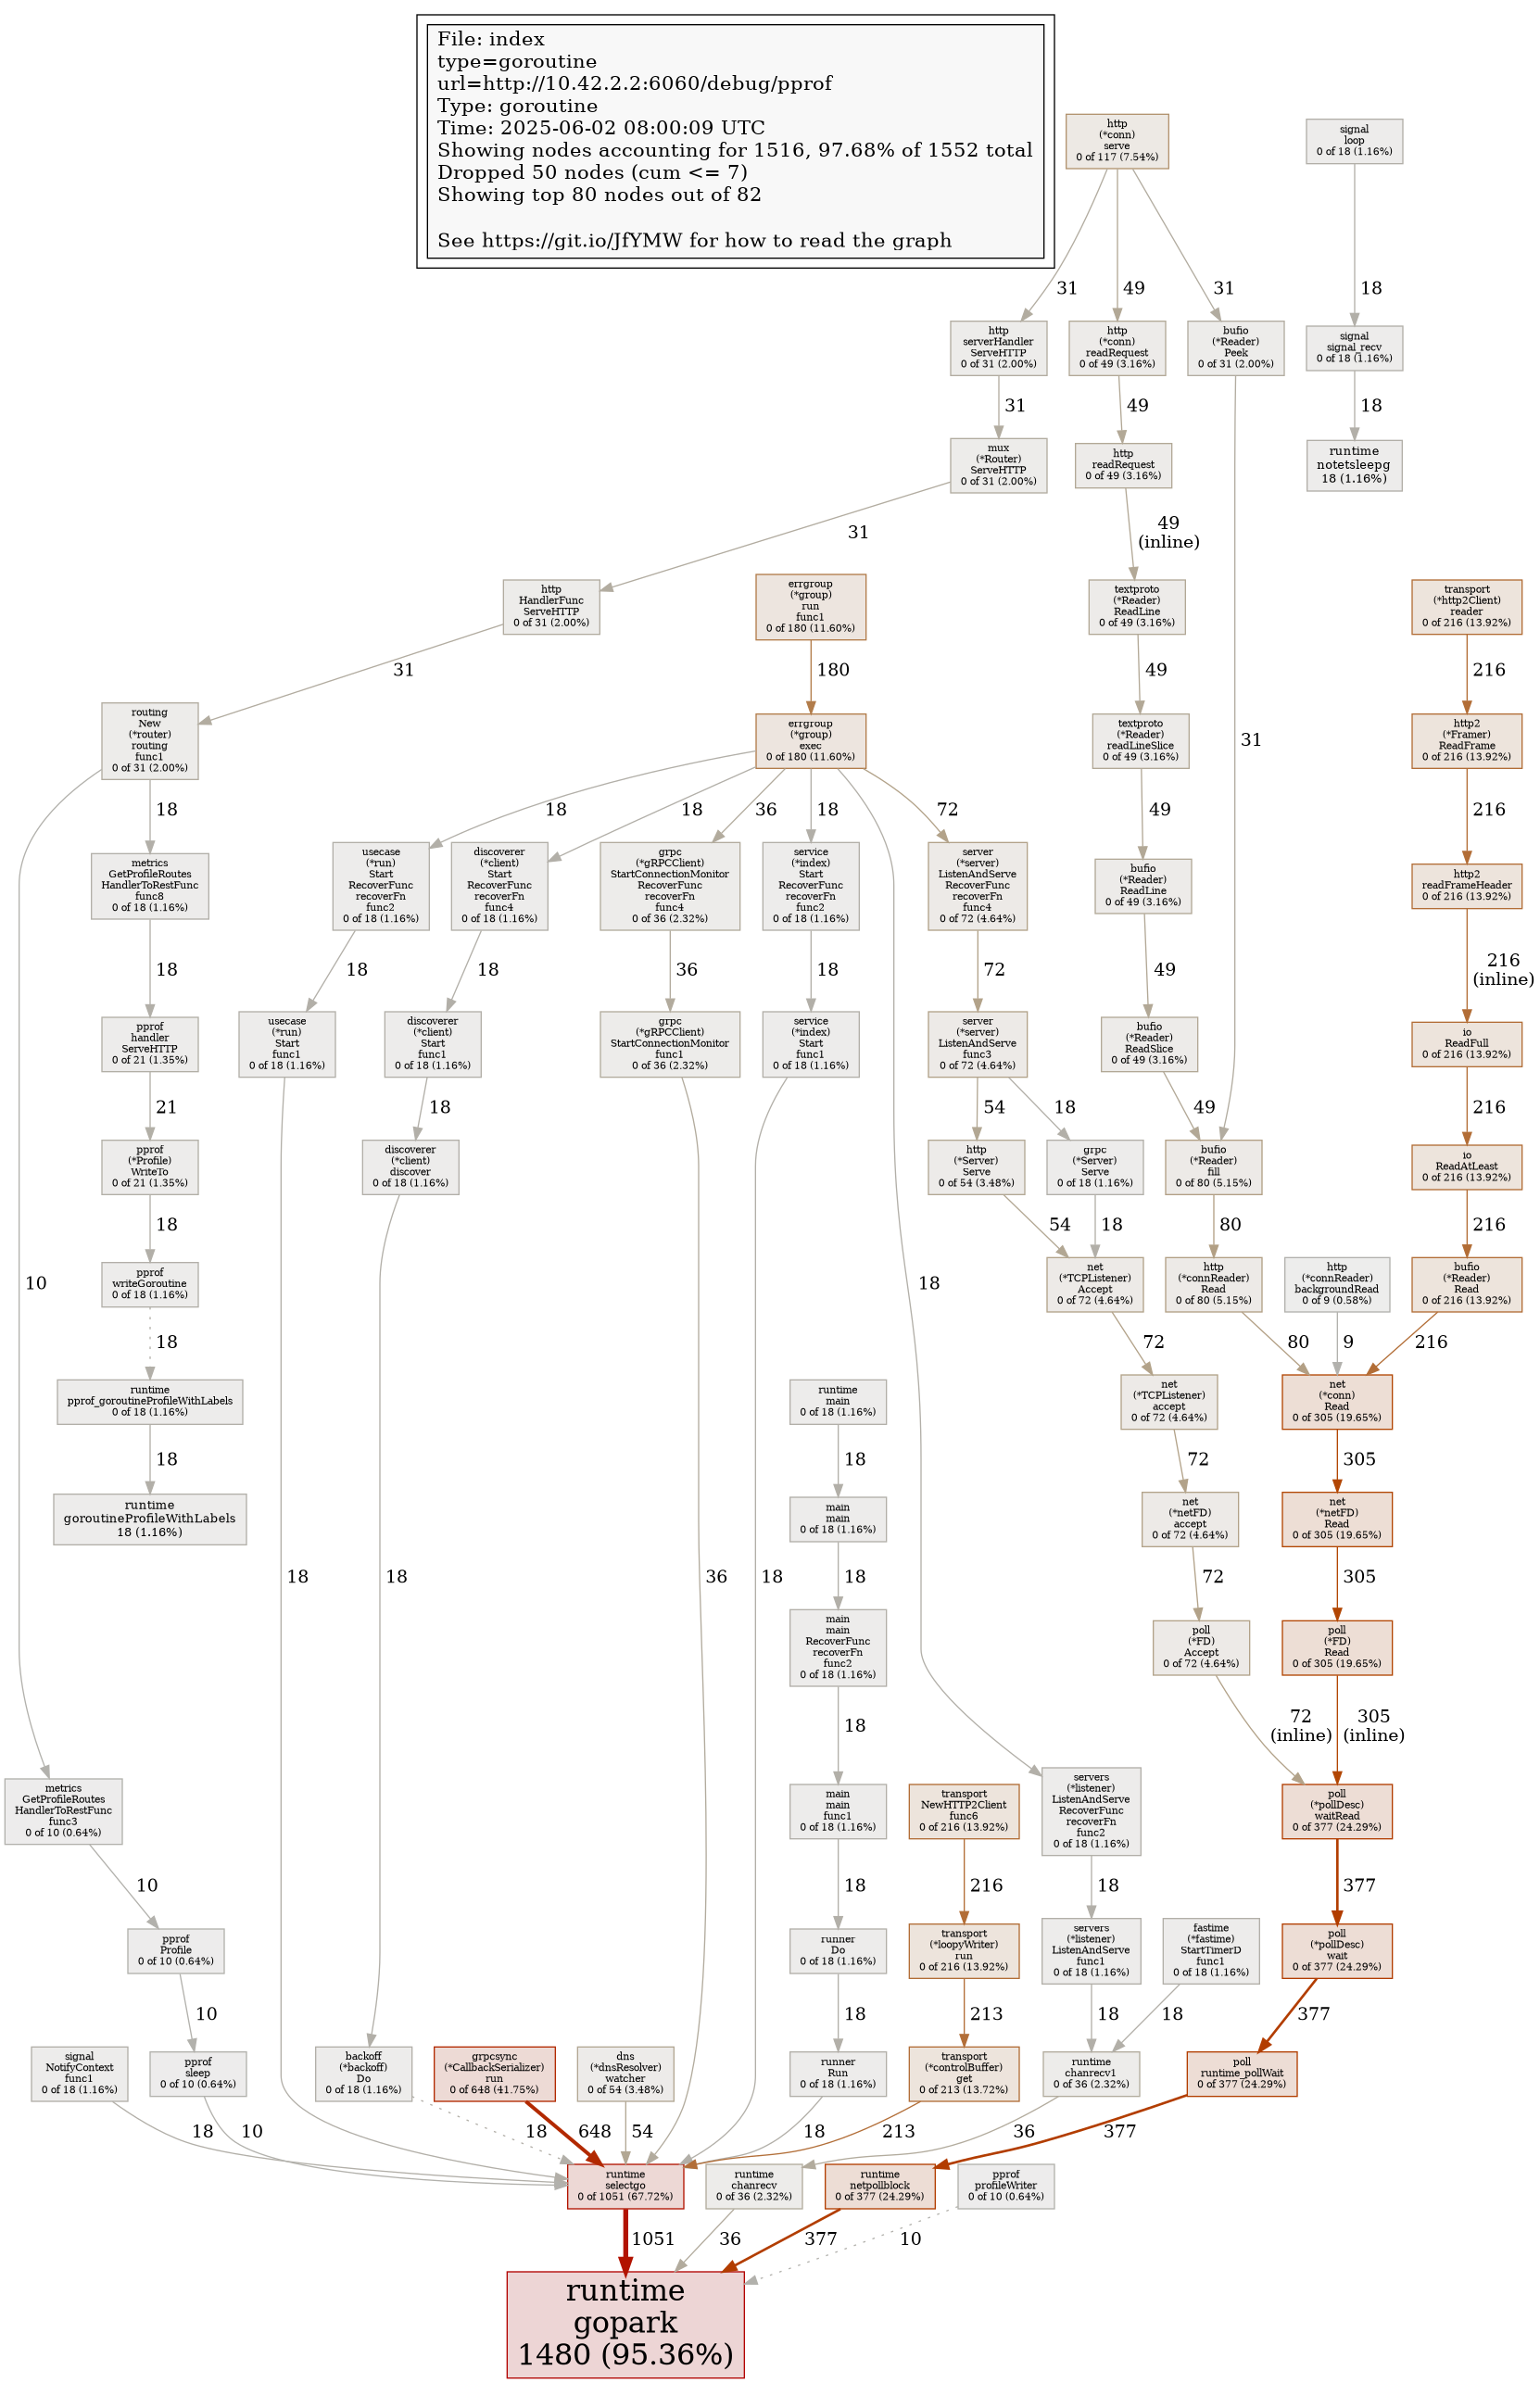 File: index
type=goroutine
url=http://10.42.2.2:6060/debug/pprof
Type: goroutine
Time: 2025-06-02 08:00:09 UTC
Showing nodes accounting for 1516, 97.68% of 1552 total
Dropped 50 nodes (cum <= 7)
Showing top 80 nodes out of 82
See https://git.io/JfYMW for how to read the graph
http
(*conn)
serve
0 of 117 (7.54%)
signal
loop
0 of 18 (1.16%)
31
49
31
18
http
serverHandler
ServeHTTP
0 of 31 (2.00%)
http
(*conn)
readRequest
0 of 49 (3.16%)
bufio
(*Reader)
Peek
0 of 31 (2.00%)
signal
signal_recv
0 of 18 (1.16%)
31
49
18
mux
(*Router)
ServeHTTP
0 of 31 (2.00%)
http
readRequest
0 of 49 (3.16%)
runtime
notetsleepg
18 (1.16%)
31
49
(inline)
http
HandlerFunc
ServeHTTP
0 of 31 (2.00%)
errgroup
(*group)
run
func1
0 of 180 (11.60%)
textproto
(*Reader)
ReadLine
0 of 49 (3.16%)
transport
(*http2Client)
reader
0 of 216 (13.92%)
31
180
49
216
routing
New
(*router)
routing
func1
0 of 31 (2.00%)
errgroup
(*group)
exec
0 of 180 (11.60%)
textproto
(*Reader)
readLineSlice
0 of 49 (3.16%)
31
http2
(*Framer)
ReadFrame
0 of 216 (13.92%)
18
18
18
36
18
72
49
216
metrics
GetProfileRoutes
HandlerToRestFunc
func8
0 of 18 (1.16%)
usecase
(*run)
Start
RecoverFunc
recoverFn
func2
0 of 18 (1.16%)
discoverer
(*client)
Start
RecoverFunc
recoverFn
func4
0 of 18 (1.16%)
grpc
(*gRPCClient)
StartConnectionMonitor
RecoverFunc
recoverFn
func4
0 of 36 (2.32%)
service
(*index)
Start
RecoverFunc
recoverFn
func2
0 of 18 (1.16%)
server
(*server)
ListenAndServe
RecoverFunc
recoverFn
func4
0 of 72 (4.64%)
bufio
(*Reader)
ReadLine
0 of 49 (3.16%)
http2
readFrameHeader
0 of 216 (13.92%)
18
18
18
36
18
72
49
216
(inline)
pprof
handler
ServeHTTP
0 of 21 (1.35%)
usecase
(*run)
Start
func1
0 of 18 (1.16%)
discoverer
(*client)
Start
func1
0 of 18 (1.16%)
grpc
(*gRPCClient)
StartConnectionMonitor
func1
0 of 36 (2.32%)
service
(*index)
Start
func1
0 of 18 (1.16%)
server
(*server)
ListenAndServe
func3
0 of 72 (4.64%)
bufio
(*Reader)
ReadSlice
0 of 49 (3.16%)
io
ReadFull
0 of 216 (13.92%)
21
18
54
18
49
216
pprof
(*Profile)
WriteTo
0 of 21 (1.35%)
discoverer
(*client)
discover
0 of 18 (1.16%)
http
(*Server)
Serve
0 of 54 (3.48%)
grpc
(*Server)
Serve
0 of 18 (1.16%)
bufio
(*Reader)
fill
0 of 80 (5.15%)
io
ReadAtLeast
0 of 216 (13.92%)
18
54
18
80
216
10
pprof
writeGoroutine
0 of 18 (1.16%)
18
net
(*TCPListener)
Accept
0 of 72 (4.64%)
http
(*connReader)
Read
0 of 80 (5.15%)
http
(*connReader)
backgroundRead
0 of 9 (0.58%)
bufio
(*Reader)
Read
0 of 216 (13.92%)
18
72
80
9
216
runtime
pprof_goroutineProfileWithLabels
0 of 18 (1.16%)
runtime
main
0 of 18 (1.16%)
net
(*TCPListener)
accept
0 of 72 (4.64%)
net
(*conn)
Read
0 of 305 (19.65%)
18
18
72
305
runtime
goroutineProfileWithLabels
18 (1.16%)
main
main
0 of 18 (1.16%)
net
(*netFD)
accept
0 of 72 (4.64%)
net
(*netFD)
Read
0 of 305 (19.65%)
18
18
36
18
18
72
305
main
main
RecoverFunc
recoverFn
func2
0 of 18 (1.16%)
poll
(*FD)
Accept
0 of 72 (4.64%)
poll
(*FD)
Read
0 of 305 (19.65%)
18
72
(inline)
305
(inline)
metrics
GetProfileRoutes
HandlerToRestFunc
func3
0 of 10 (0.64%)
main
main
func1
0 of 18 (1.16%)
transport
NewHTTP2Client
func6
0 of 216 (13.92%)
servers
(*listener)
ListenAndServe
RecoverFunc
recoverFn
func2
0 of 18 (1.16%)
poll
(*pollDesc)
waitRead
0 of 377 (24.29%)
10
18
216
18
377
pprof
Profile
0 of 10 (0.64%)
runner
Do
0 of 18 (1.16%)
transport
(*loopyWriter)
run
0 of 216 (13.92%)
servers
(*listener)
ListenAndServe
func1
0 of 18 (1.16%)
fastime
(*fastime)
StartTimerD
func1
0 of 18 (1.16%)
poll
(*pollDesc)
wait
0 of 377 (24.29%)
10
18
213
18
18
377
signal
NotifyContext
func1
0 of 18 (1.16%)
pprof
sleep
0 of 10 (0.64%)
backoff
(*backoff)
Do
0 of 18 (1.16%)
grpcsync
(*CallbackSerializer)
run
0 of 648 (41.75%)
dns
(*dnsResolver)
watcher
0 of 54 (3.48%)
runner
Run
0 of 18 (1.16%)
transport
(*controlBuffer)
get
0 of 213 (13.72%)
runtime
chanrecv1
0 of 36 (2.32%)
poll
runtime_pollWait
0 of 377 (24.29%)
18
10
18
648
54
18
213
36
377
runtime
selectgo
0 of 1051 (67.72%)
runtime
chanrecv
0 of 36 (2.32%)
runtime
netpollblock
0 of 377 (24.29%)
pprof
profileWriter
0 of 10 (0.64%)
1051
36
377
10
runtime
gopark
1480 (95.36%)